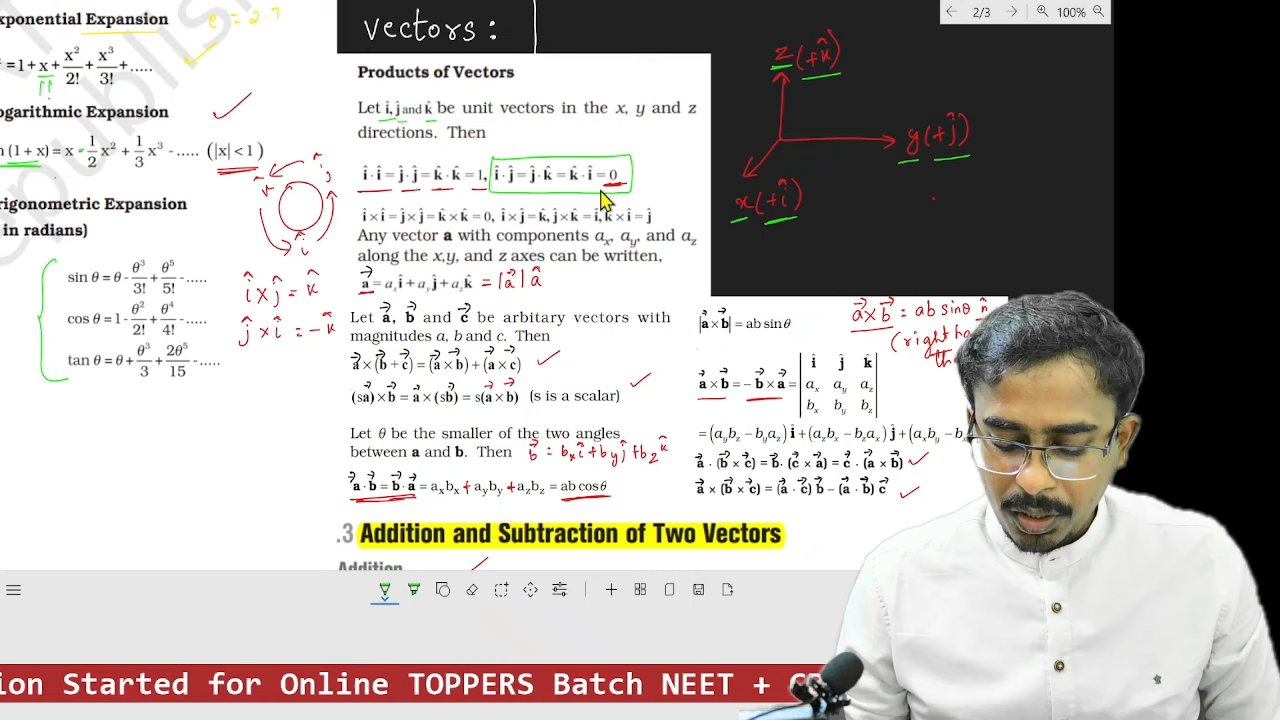 xponential Expansion
e = 2.7
= 1 + x + x²/2! + x³/3! + .....
ogarithmic Expansion
n (1 + x) = x - 1/2 x² + 1/3 x³ - ..... (|x| < 1)
rigonometric Expansion
in radians)
sin θ = θ - θ³/3! + θ⁵/5! - .....
cos θ = 1 - θ²/2! + θ⁴/4! - .....
tan θ = θ + θ³/3 + 2θ⁵/15 - .....
î × ĵ = k̂
ĵ × î = -k̂
vectors :
Products of Vectors
Let î, ĵ and k̂ be unit vectors in the x, y and z
directions. Then
î · î = ĵ · ĵ = k̂ · k̂ = 1, î · ĵ = ĵ · k̂ = k̂ · î = 0
î × î = ĵ × ĵ = k̂ × k̂ = 0, î × ĵ = k̂, ĵ × k̂ = î, k̂ × î = ĵ
Any vector a with components aₓ, a_y, and a_z
along the x,y, and z axes can be written,
a⃗ = aₓî + a_yĵ + a_zk̂ = |a⃗| â
Let a⃗, b⃗ and c⃗ be arbitary vectors with
magnitudes a, b and c. Then
a⃗ × (b⃗ + c⃗) = (a⃗ × b⃗) + (a⃗ × c⃗)
(sa⃗) × b⃗ = a⃗ × (sb⃗) = s(a⃗ × b⃗) (s is a scalar)
Let θ be the smaller of the two angles
between a and b. Then b⃗ = bₓî + b_yĵ + b_zk̂
a⃗ · b⃗ = b⃗ · a⃗ = aₓbₓ + a_yb_y + a_zb_z = ab cos θ
.3 Addition and Subtraction of Two Vectors
Addition
z (+k̂)
y (+ĵ)
x (+î)
|a⃗ × b⃗| = ab sin θ
a⃗ × b⃗ = ab sinθ n̂
(right ha
th
a⃗ × b⃗ = - b⃗ × a⃗ = | î ĵ k̂ |
| aₓ a_y a_z |
| bₓ b_y b_z |
= (a_yb_z - b_ya_z) î + (a_zbₓ - b_zaₓ) ĵ + (aₓb_y - b
a⃗ · (b⃗ × c⃗) = b⃗ · (c⃗ × a⃗) = c⃗ · (a⃗ × b⃗)
a⃗ × (b⃗ × c⃗) = (a⃗ · c⃗) b⃗ - (a⃗ · b⃗) c⃗
2/3
100%
ion Started for Online TOPPERS Batch NEET + C